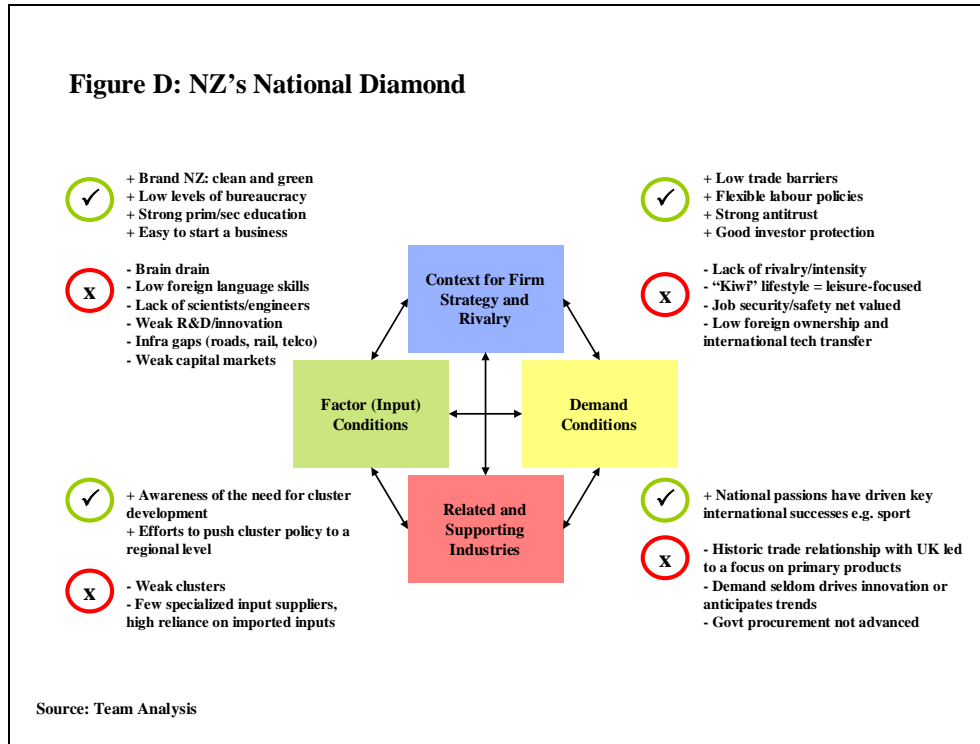 Figure D: NZ’s National Diamond
+ Brand NZ: clean and green
+ Low levels of bureaucracy
+ Strong prim/sec education
+ Easy to start a business
x
- Brain drain
- Low foreign language skills
- Lack of scientists/engineers
- Weak R&D/innovation
- Infra gaps (roads, rail, telco)
- Weak capital markets
+ Low trade barriers
+ Flexible labour policies
+ Strong antitrust
+ Good investor protection
x
- Lack of rivalry/intensity
- “Kiwi” lifestyle = leisure-focused
- Job security/safety net valued
- Low foreign ownership and
international tech transfer
Context for Firm
Strategy and
Rivalry
Factor (Input)
Conditions
Demand
Conditions
Related and
Supporting
Industries
+ Awareness of the need for cluster
development
+ Efforts to push cluster policy to a
regional level
x
- Weak clusters
- Few specialized input suppliers,
high reliance on imported inputs
+ National passions have driven key
international successes e.g. sport
x
- Historic trade relationship with UK led
to a focus on primary products
- Demand seldom drives innovation or
anticipates trends
- Govt procurement not advanced
Source: Team Analysis